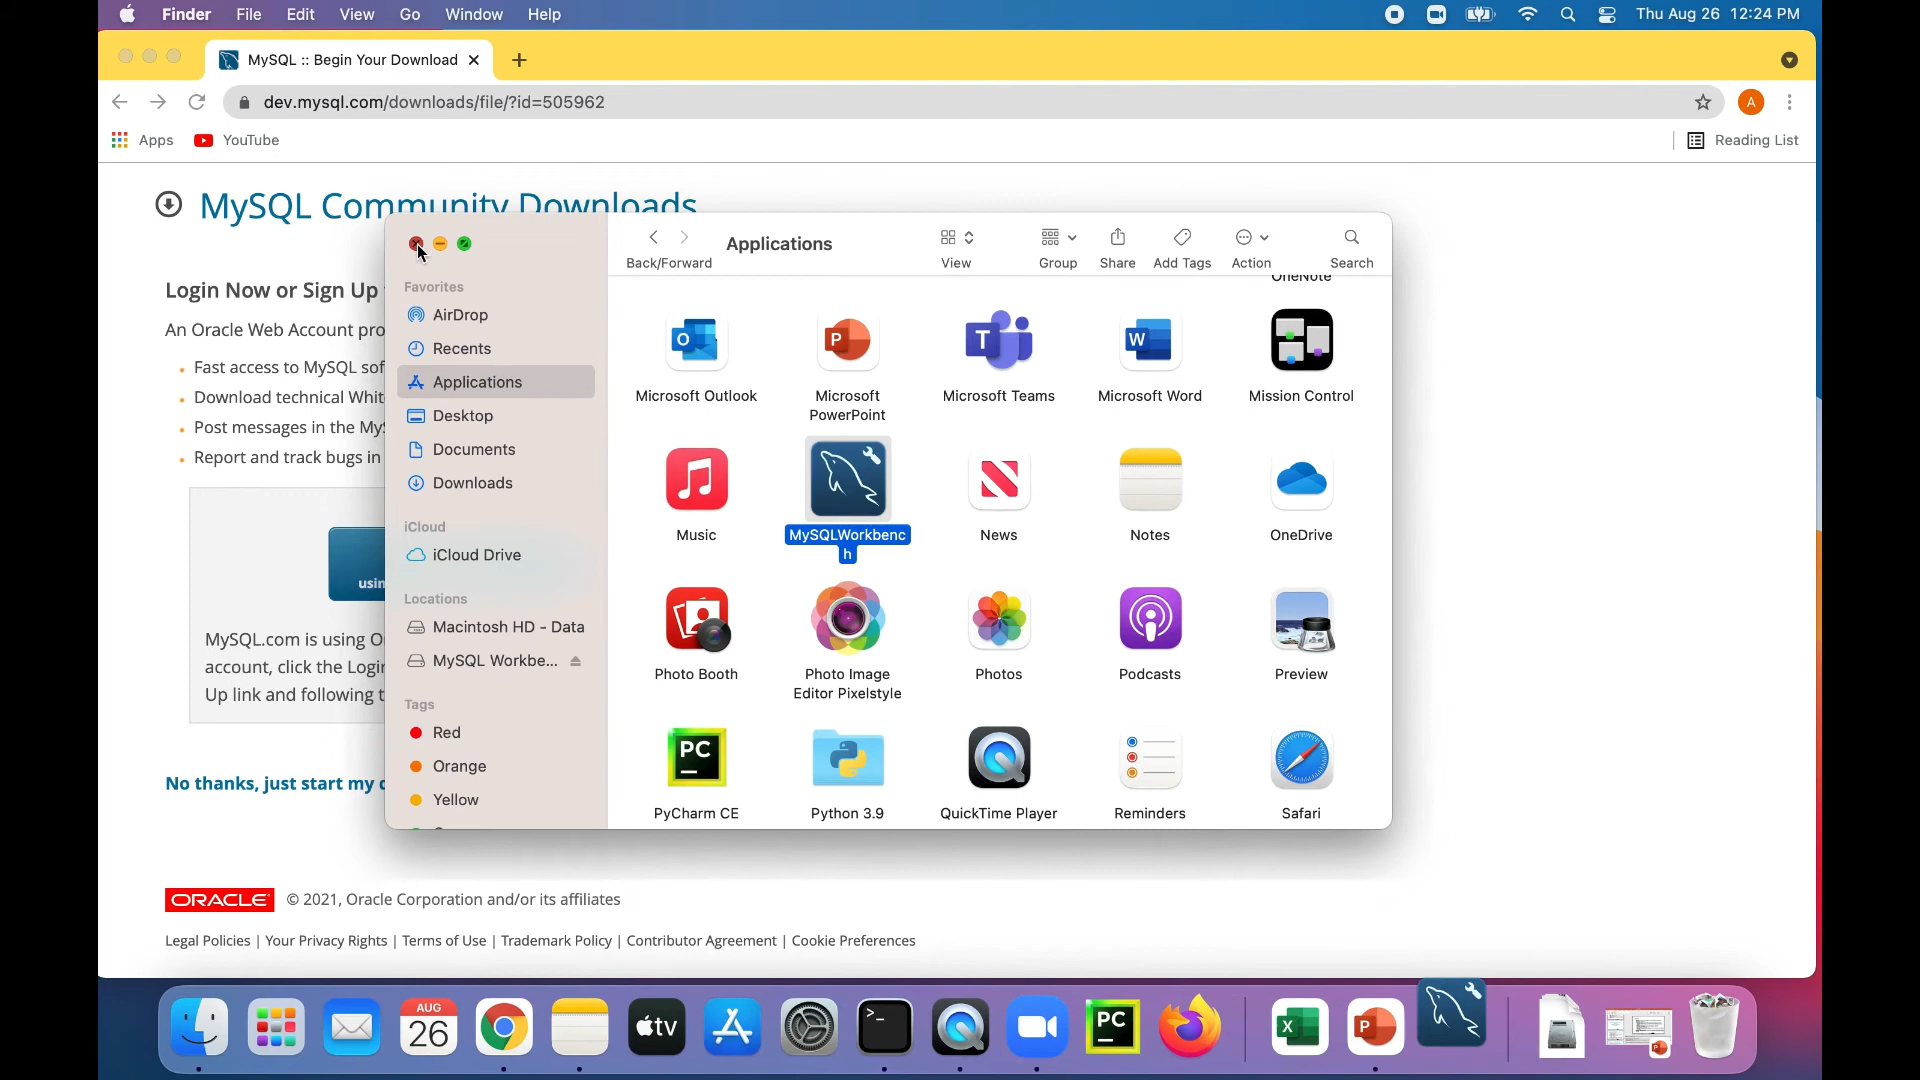 Finder File Edit View Go Window Help
Thu Aug 26 12:24 PM
MySQL :: Begin Your Download
dev.mysql.com/downloads/file/?id=505962
A
Apps YouTube
Reading List
MySQL Community Downloads
Login Now or Sign Up
An Oracle Web Account pro
Fast access to MySQL sof
Download technical Whit
Post messages in the My
Report and track bugs in
usin
MySQL.com is using O
account, click the Logi
Up link and following t
No thanks, just start my d
Applications
Back/Forward View Group Share Add Tags Action Search
Favorites
AirDrop
Recents
Applications
Desktop
Documents
Downloads
iCloud
iCloud Drive
Locations
Macintosh HD - Data
MySQL Workbe...
Tags
Red
Orange
Yellow
OneNote
O P T W
Microsoft Outlook
Microsoft
PowerPoint
Microsoft Teams
Microsoft Word
Mission Control
Music
MySQLWorkbenc
h
News
Notes
OneDrive
Photo Booth
Photo Image
Editor Pixelstyle
Photos
Podcasts
Preview
PC
PyCharm CE
Python 3.9
QuickTime Player
Reminders
Safari
ORACLE © 2021, Oracle Corporation and/or its affiliates
Legal Policies | Your Privacy Rights | Terms of Use | Trademark Policy | Contributor Agreement | Cookie Preferences
AUG
26
tv
>_
PC
X
P